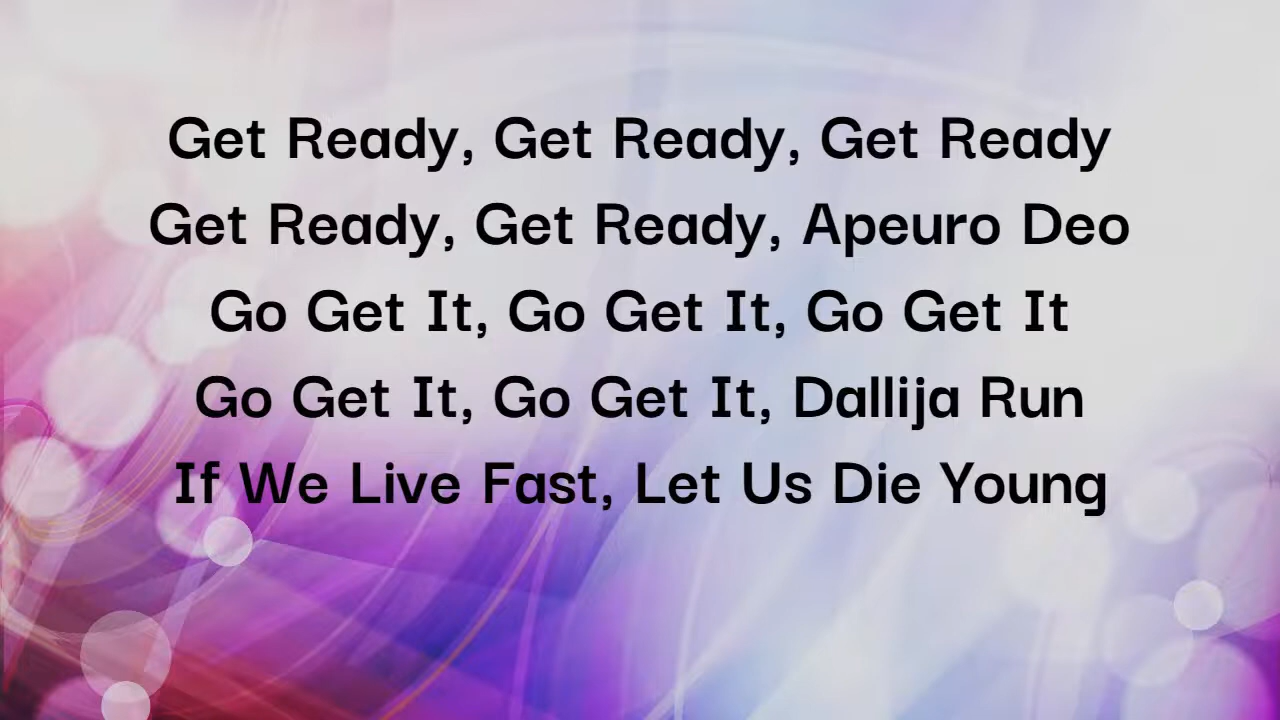 Get Ready, Get Ready, Get Ready
Get Ready, Get Ready, Apeuro Deo
Go Get It, Go Get It, Go Get It
Go Get It, Go Get It, Dallija Run
If We Live Fast, Let Us Die Young